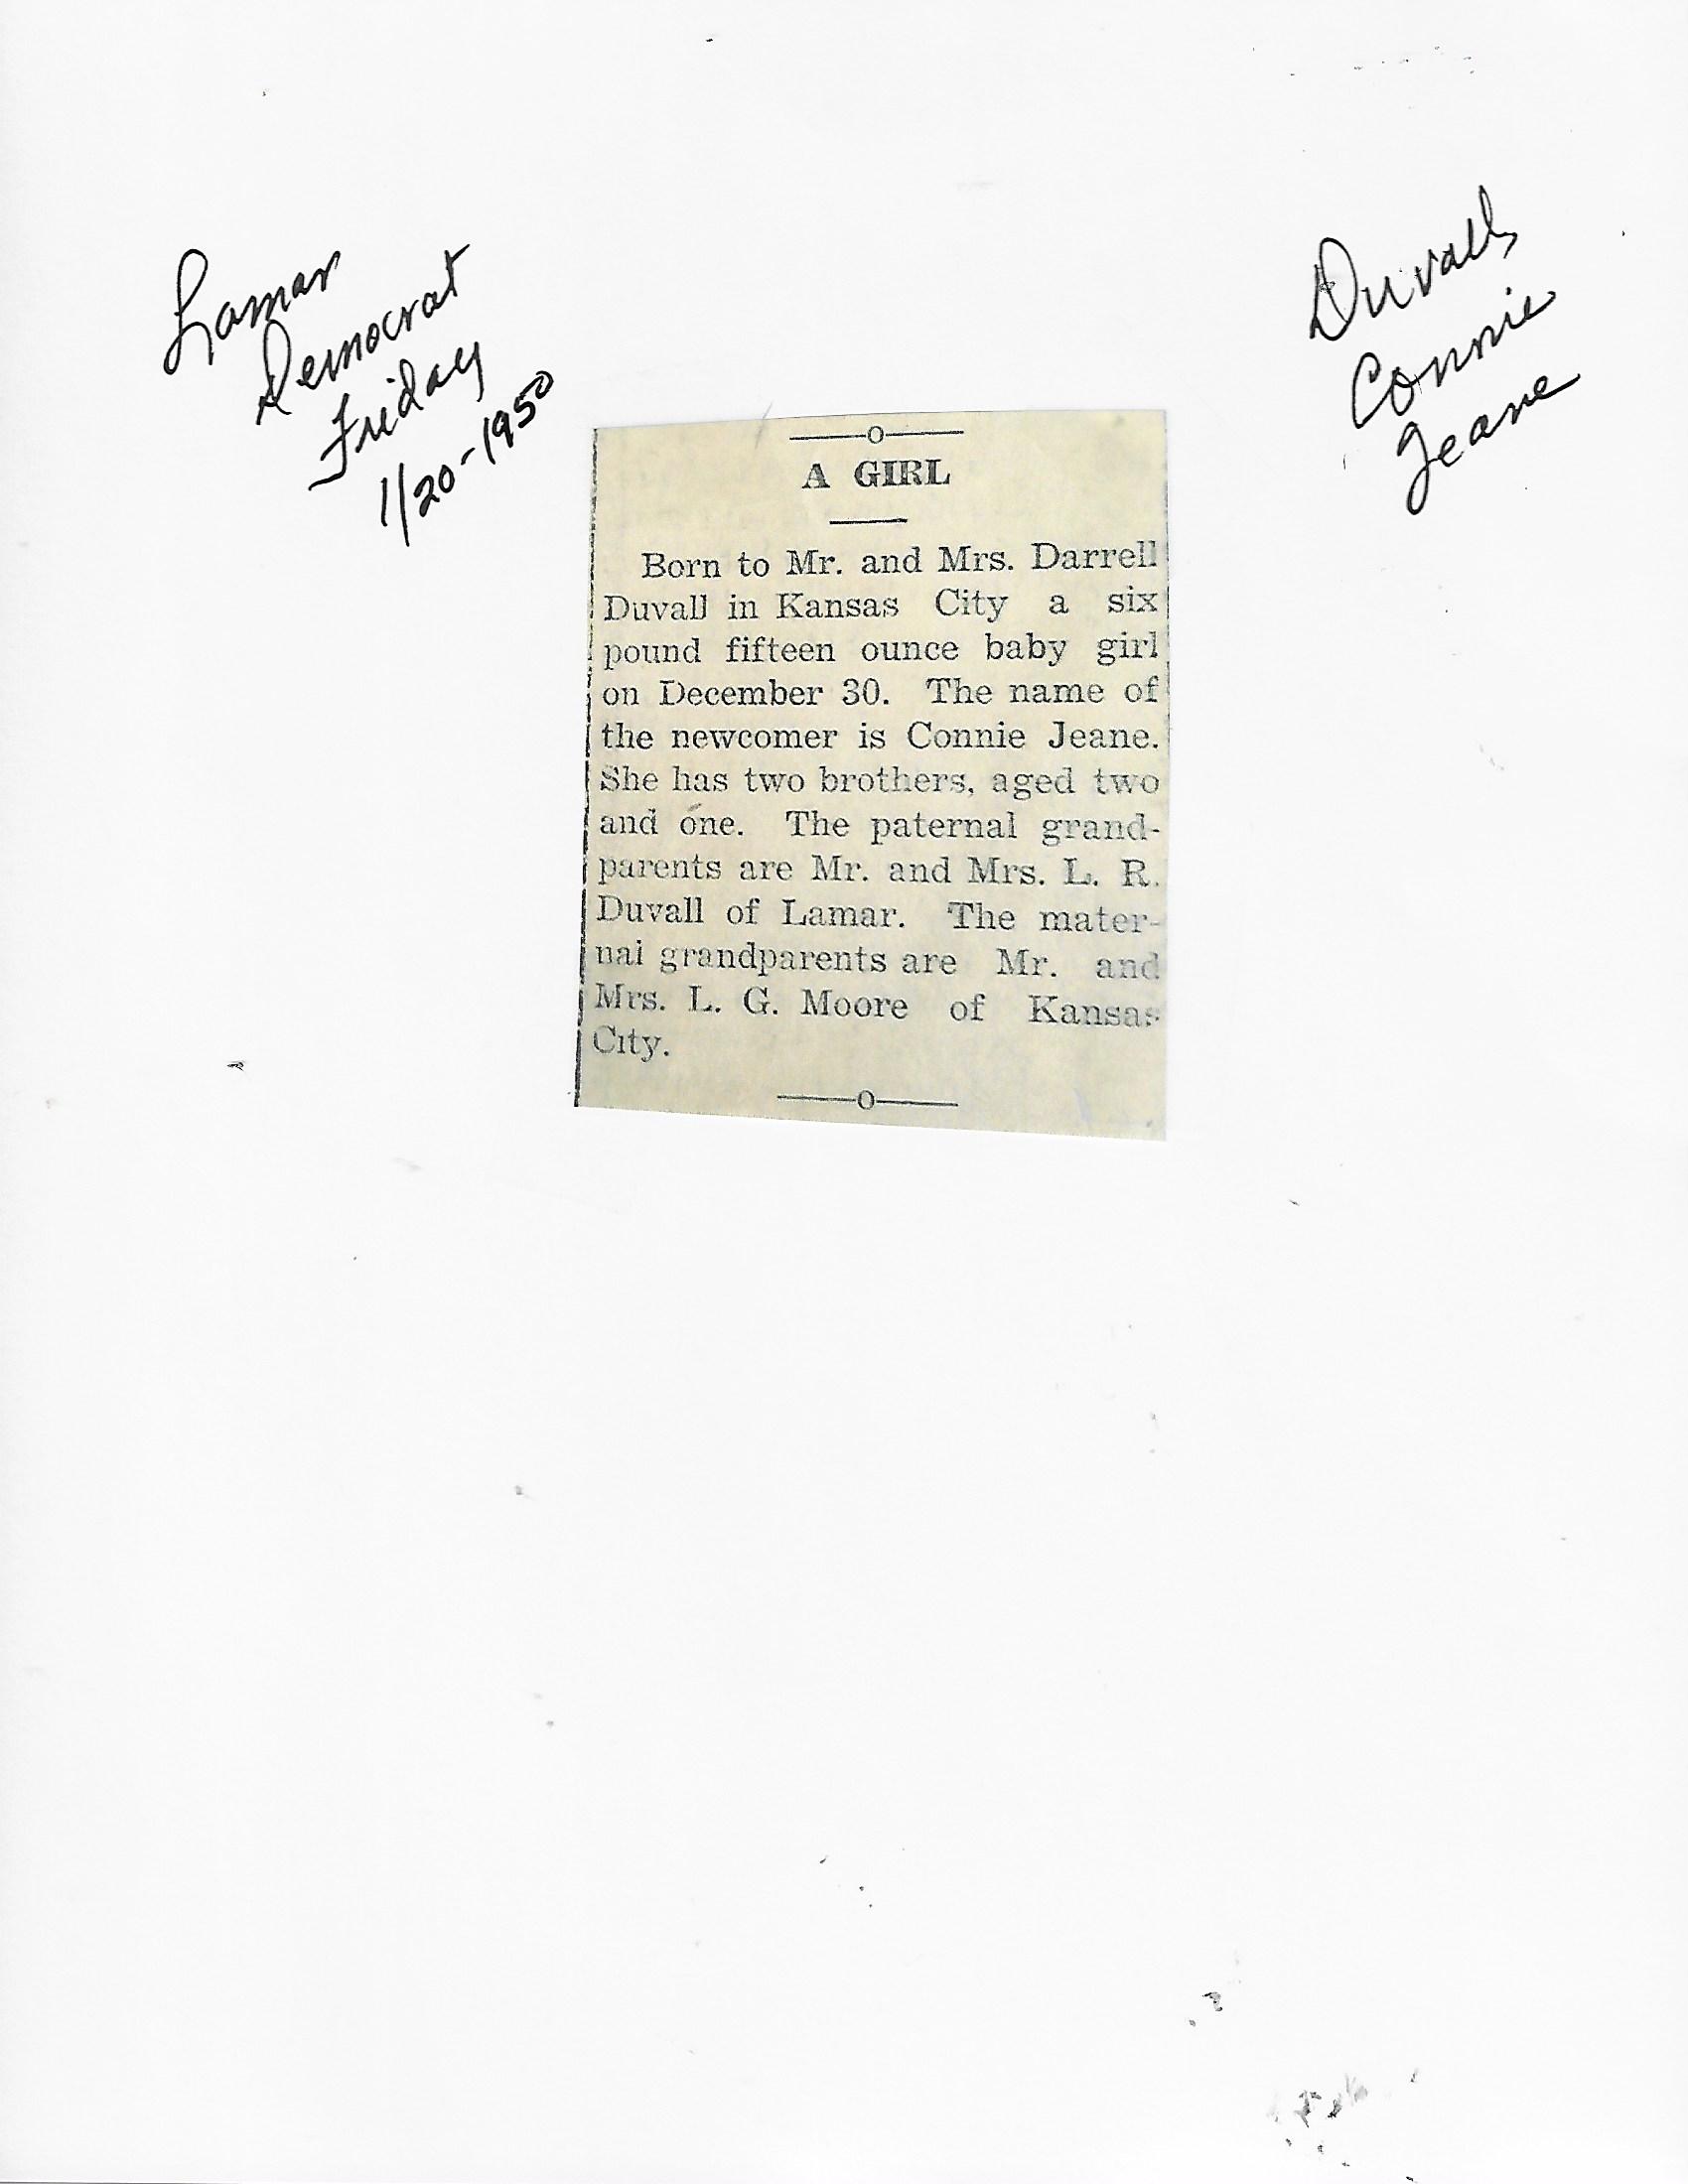 Lamar
Democrat
Friday
1/20-1950
Duvall,
Connie
Jeane
A GIRL
Born to Mr. and Mrs. Darrell
Duvall in Kansas City a six
pound fifteen ounce baby girl
on December 30. The name of
the newcomer is Connie Jeane.
She has two brothers, aged two
and one. The paternal grand-
parents are Mr. and Mrs. L. R.
Duvall of Lamar. The mater-
nal grandparents are Mr. and
Mrs. L. G. Moore of Kansas
City.